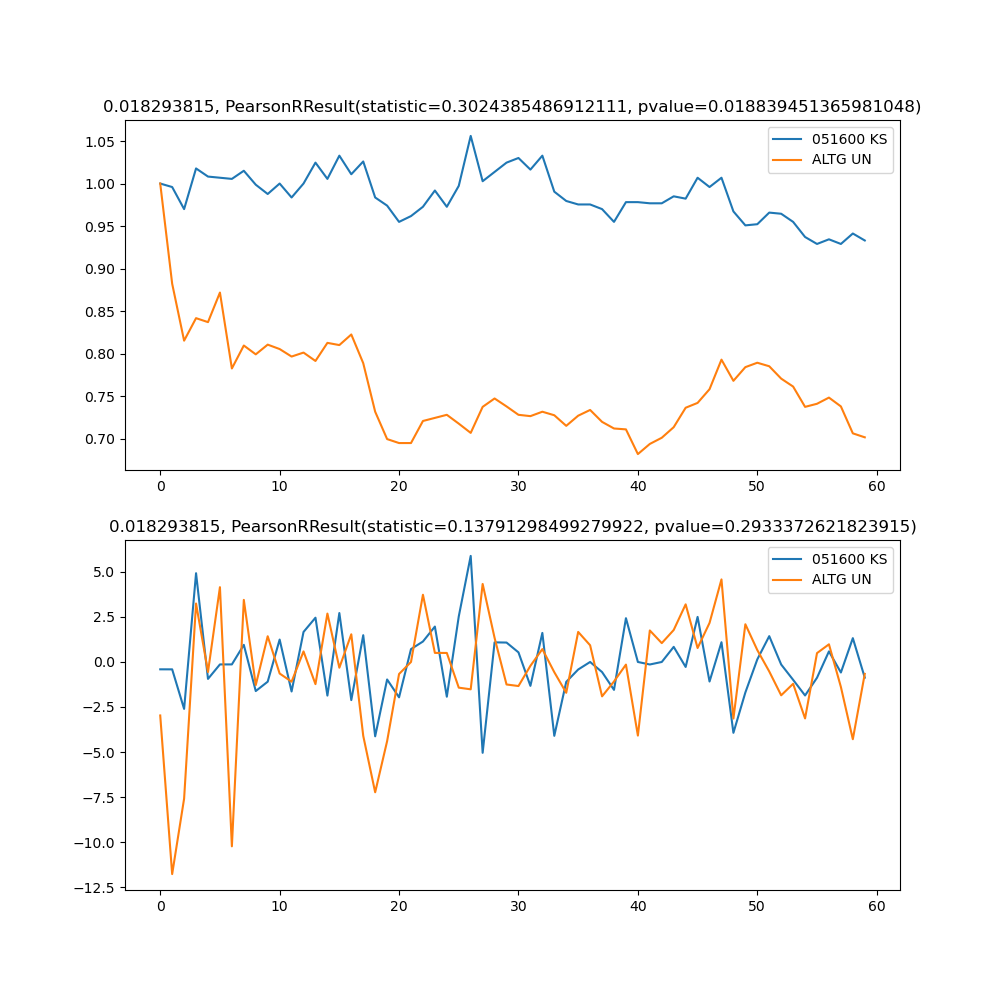 0.018293815, PearsonRResult(statistic=0.3024385486912111, pvalue=0.018839451365981048)
051600 KS
ALTG UN
1.05
1.00
0.95
0.90
0.85
0.80
0.75
0.70
0 10 20 30 40 50 60
0.018293815, PearsonRResult(statistic=0.13791298499279922, pvalue=0.2933372621823915)
051600 KS
ALTG UN
5.0
2.5
0.0
−2.5
−5.0
−7.5
−10.0
−12.5
0 10 20 30 40 50 60